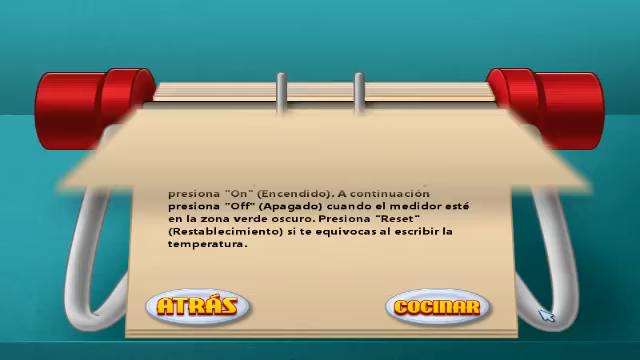 presiona "On" (Encendido). A continuación
presiona "Off" (Apagado) cuando el medidor esté
en la zona verde oscuro. Presiona "Reset"
(Restablecimiento) si te equivocas al escribir la
temperatura.
ATRÁS
COCINAR